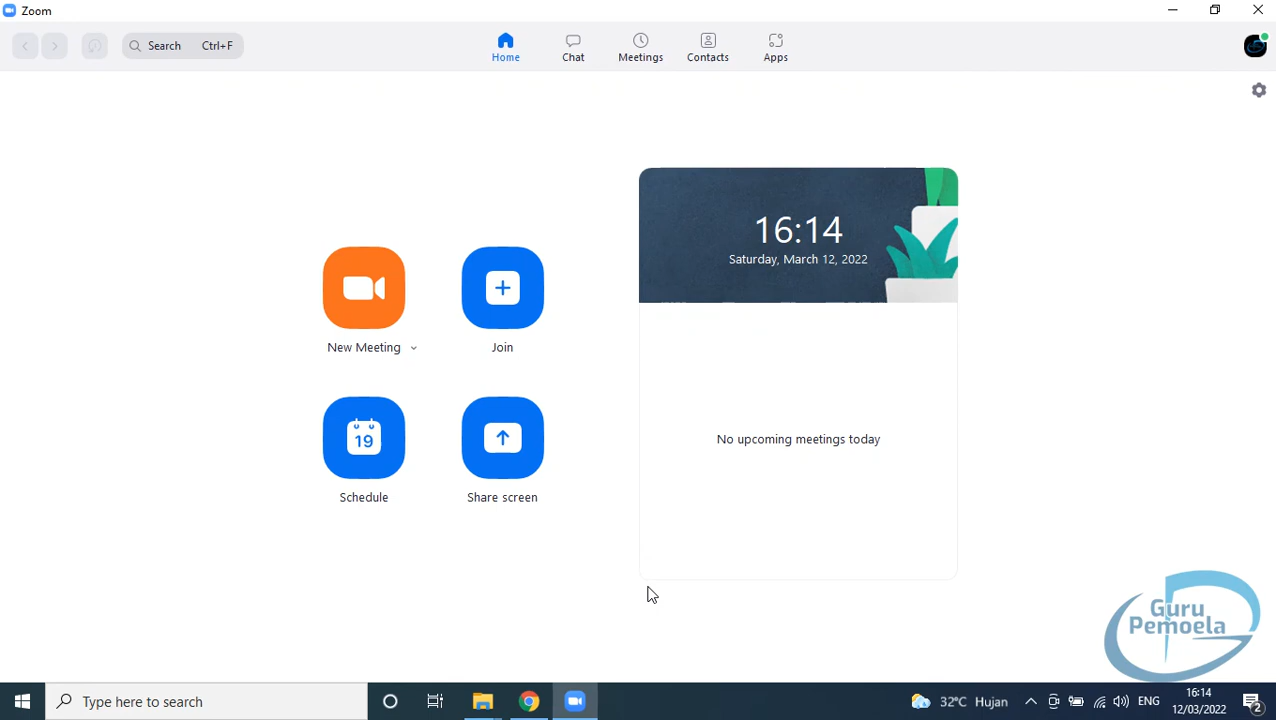 Zoom
Search Ctrl+F
Home
Chat
Meetings
Contacts
Apps
16:14
Saturday, March 12, 2022
New Meeting
Join
19
Schedule
Share screen
No upcoming meetings today
Guru
Pemoela
Type here to search
32°C Hujan
ENG
16:14
12/03/2022
2